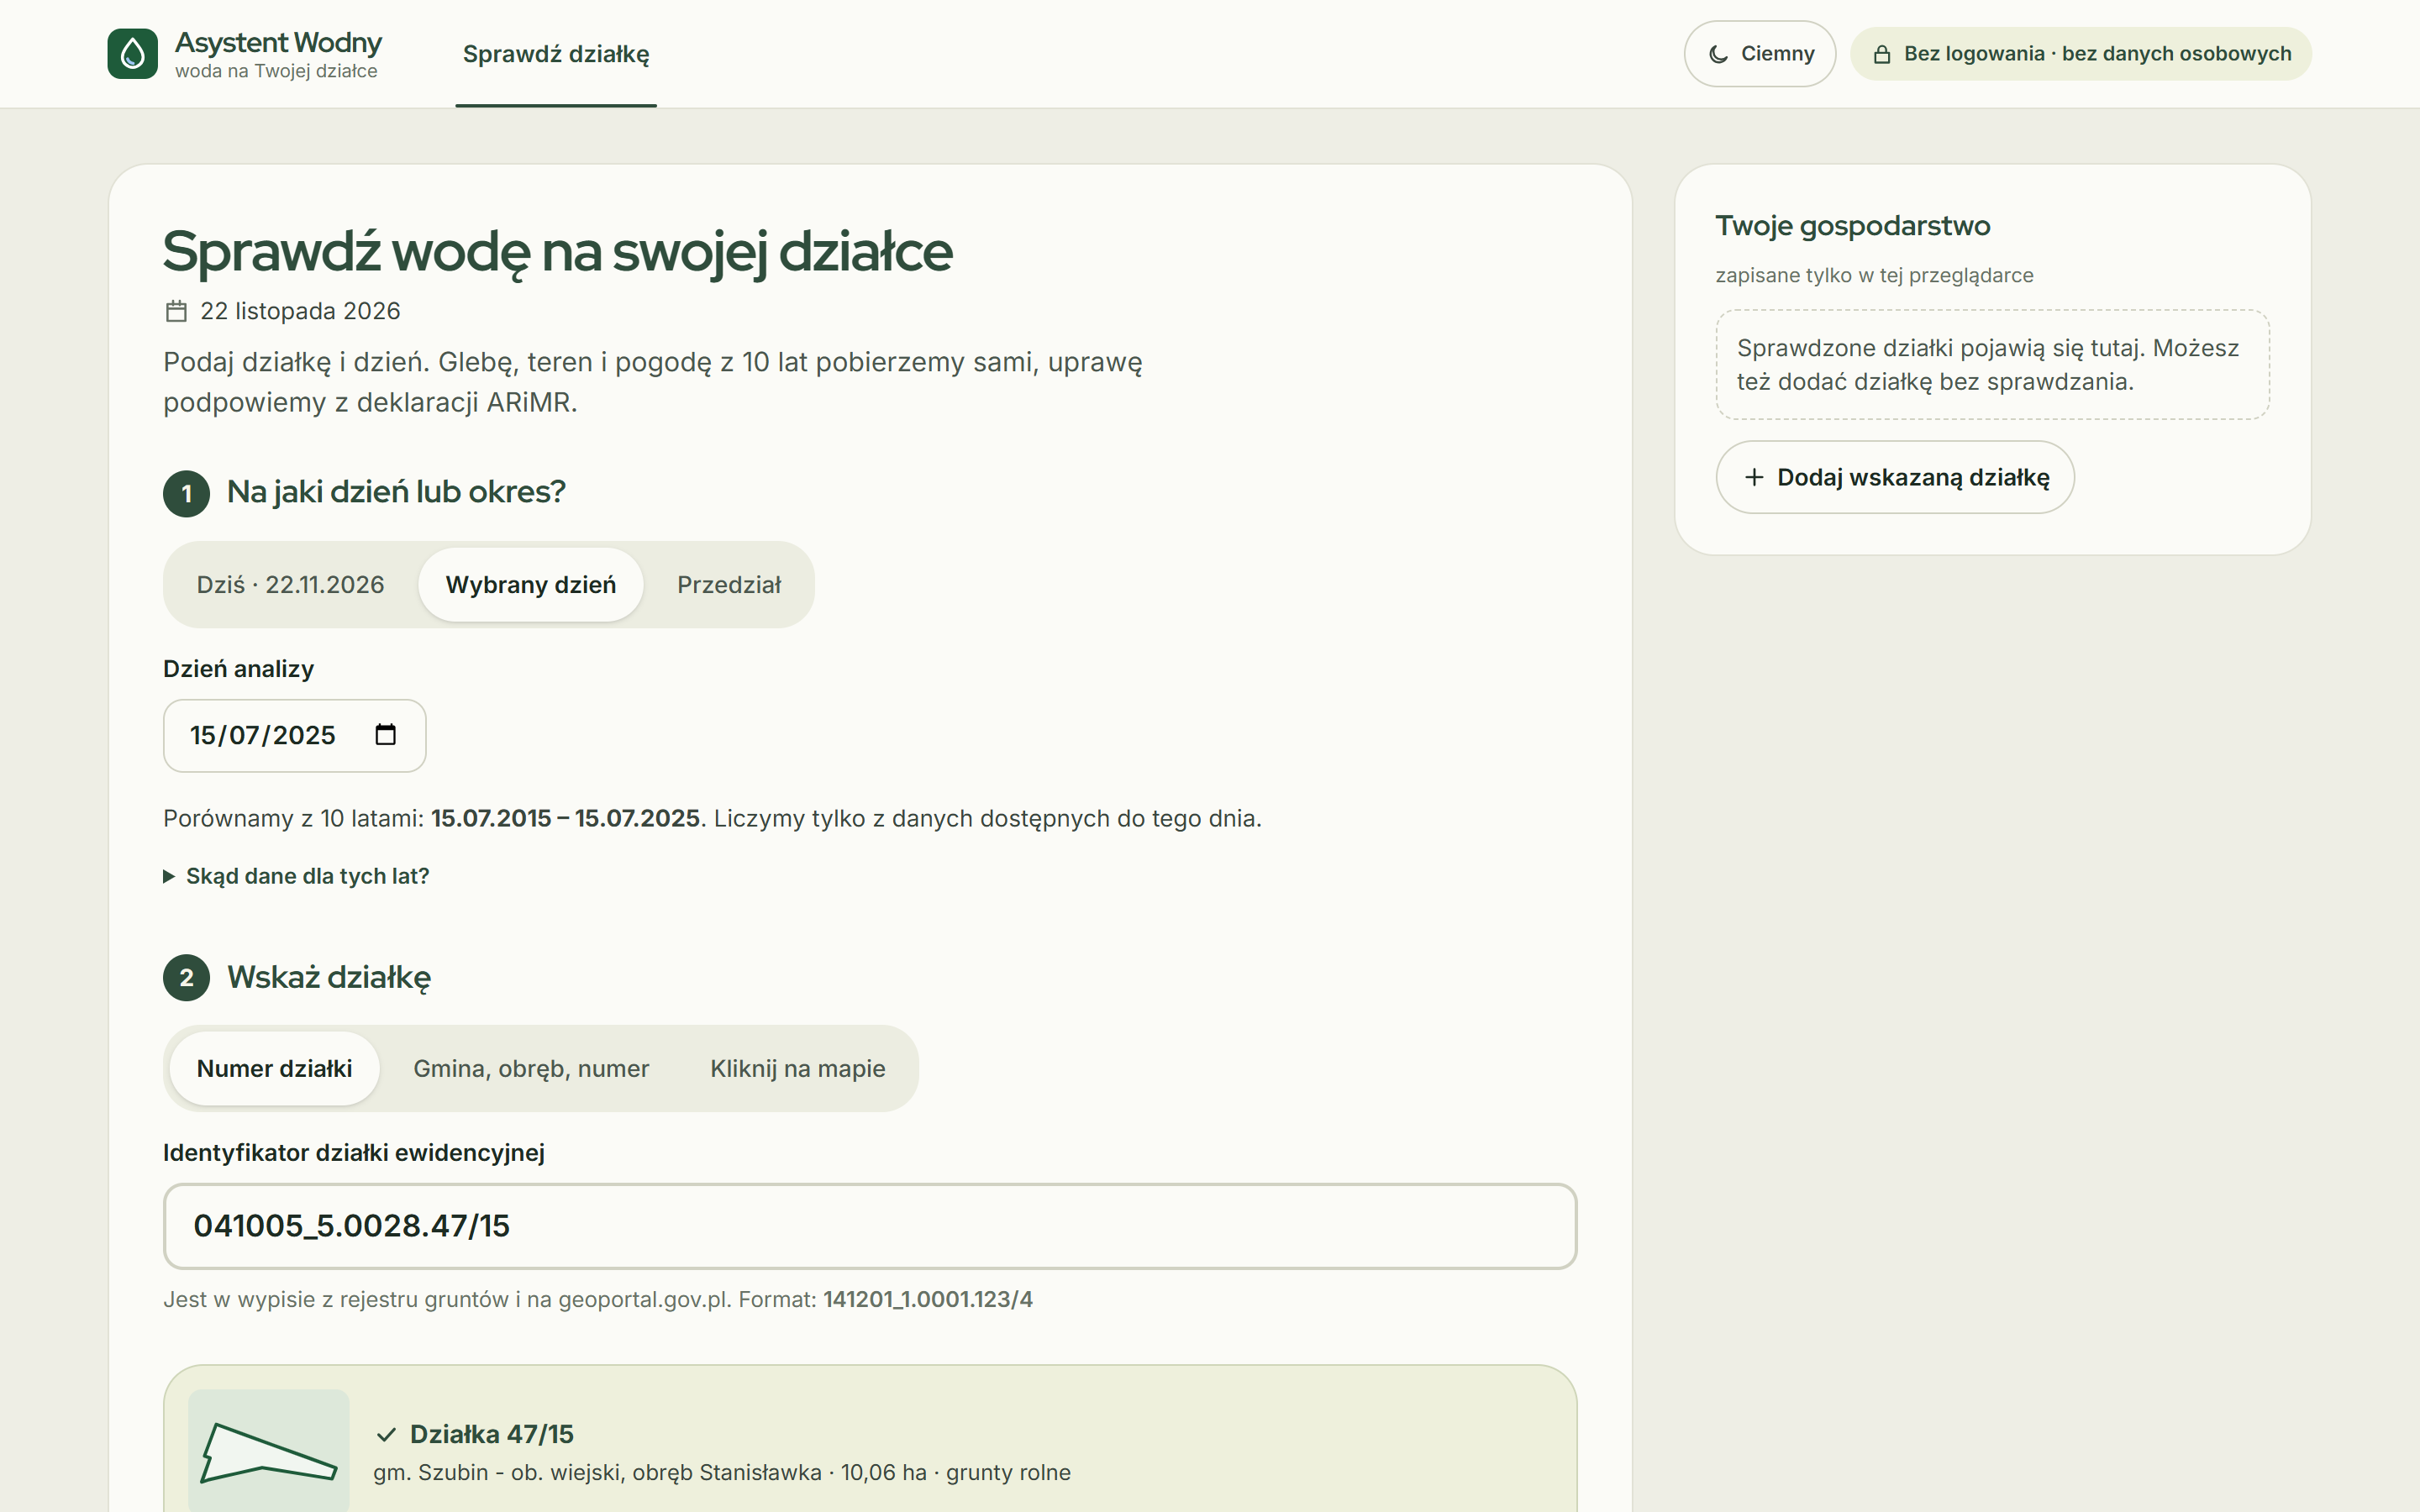 Asystent Wodny
woda na Twojej działce
Sprawdź działkę
Ciemny
Bez logowania · bez danych osobowych
Sprawdź wodę na swojej działce
22 listopada 2026
Podaj działkę i dzień. Glebę, teren i pogodę z 10 lat pobierzemy sami, uprawę
podpowiemy z deklaracji ARiMR.
1 Na jaki dzień lub okres?
Dziś · 22.11.2026 Wybrany dzień Przedział
Dzień analizy
15/07/2025
Porównamy z 10 latami: 15.07.2015 – 15.07.2025. Liczymy tylko z danych dostępnych do tego dnia.
Skąd dane dla tych lat?
2 Wskaż działkę
Numer działki Gmina, obręb, numer Kliknij na mapie
Identyfikator działki ewidencyjnej
041005_5.0028.47/15
Jest w wypisie z rejestru gruntów i na geoportal.gov.pl. Format: 141201_1.0001.123/4
Działka 47/15
gm. Szubin - ob. wiejski, obręb Stanisławka · 10,06 ha · grunty rolne
Twoje gospodarstwo
zapisane tylko w tej przeglądarce
Sprawdzone działki pojawią się tutaj. Możesz
też dodać działkę bez sprawdzania.
Dodaj wskazaną działkę